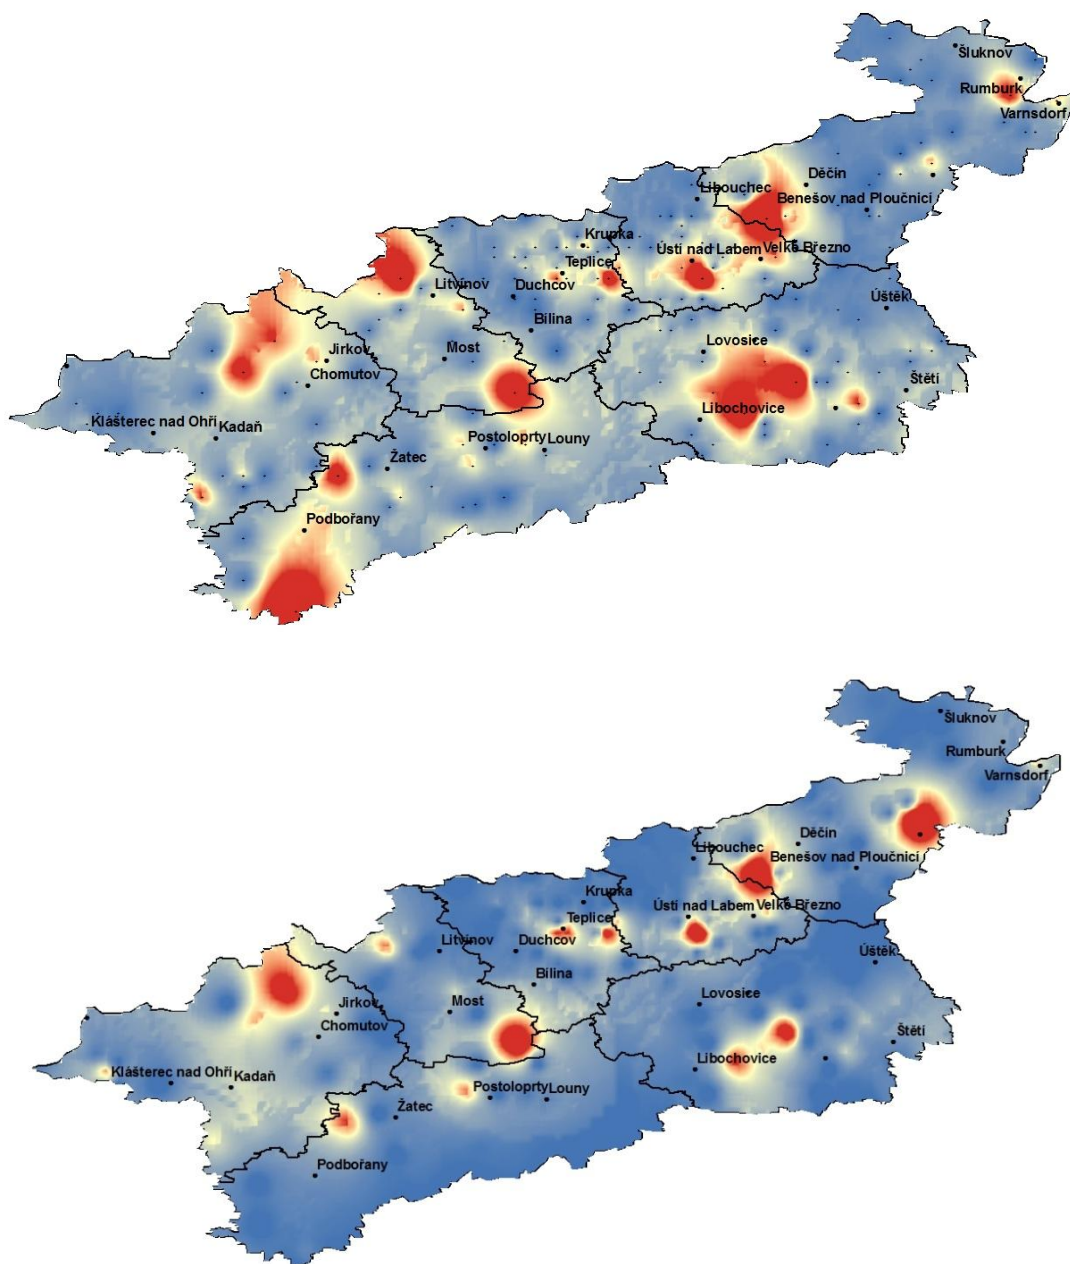 Šluknov
Rumburk
Varnsdorf
Děčín
Libouchec
Benešov nad Ploučnicí
Krupka
Ústí nad Labem
Velké Březno
Teplice
Litvínov
Duchcov
Úštěk
Bílina
Lovosice
Most
Jirkov
Chomutov
Štětí
Libochovice
Klášterec nad Ohří
Kadaň
Postoloprty
Louny
Žatec
Podbořany
Šluknov
Rumburk
Varnsdorf
Děčín
Libouchec
Benešov nad Ploučnicí
Krupka
Ústí nad Labem
Velké Březno
Teplice
Litvínov
Duchcov
Úštěk
Bílina
Lovosice
Most
Jirkov
Chomutov
Štětí
Libochovice
Klášterec nad Ohří
Kadaň
Postoloprty
Louny
Žatec
Podbořany